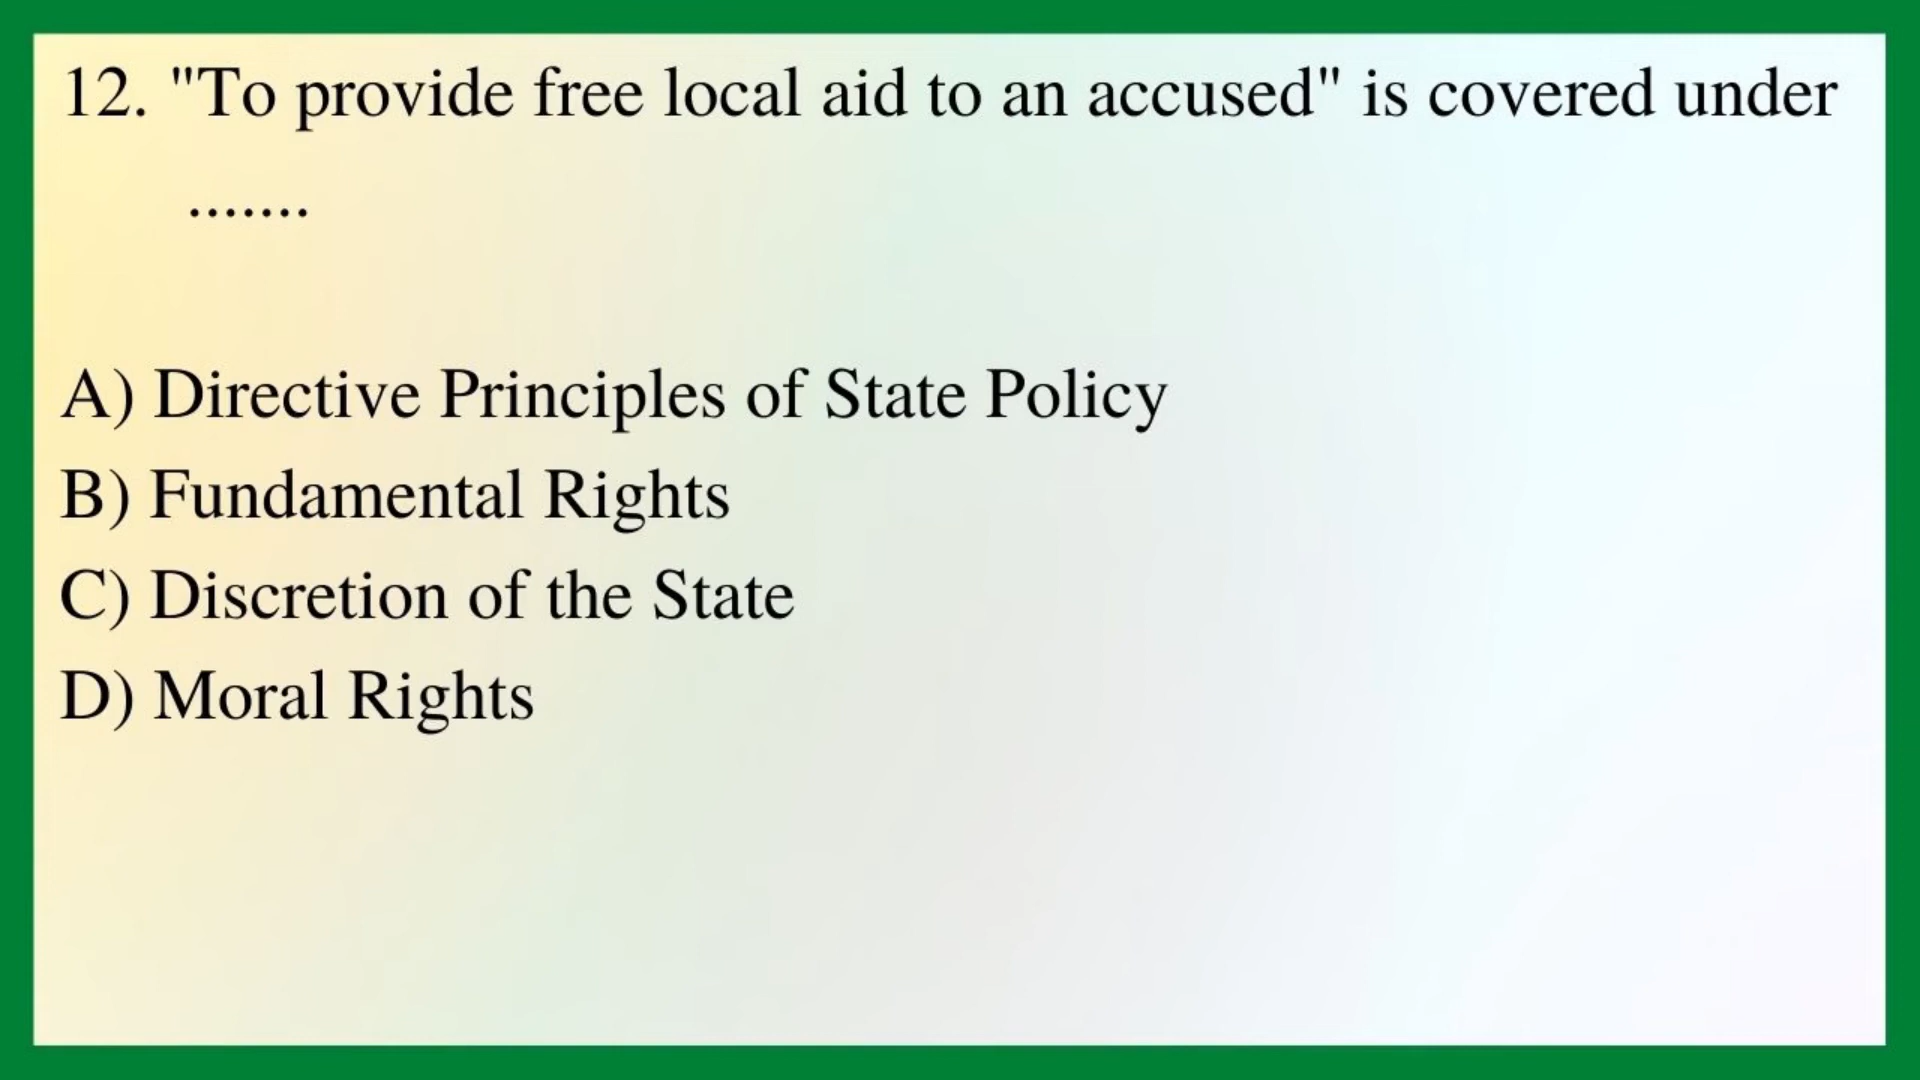 12. "To provide free local aid to an accused" is covered under
.......
A) Directive Principles of State Policy
B) Fundamental Rights
C) Discretion of the State
D) Moral Rights